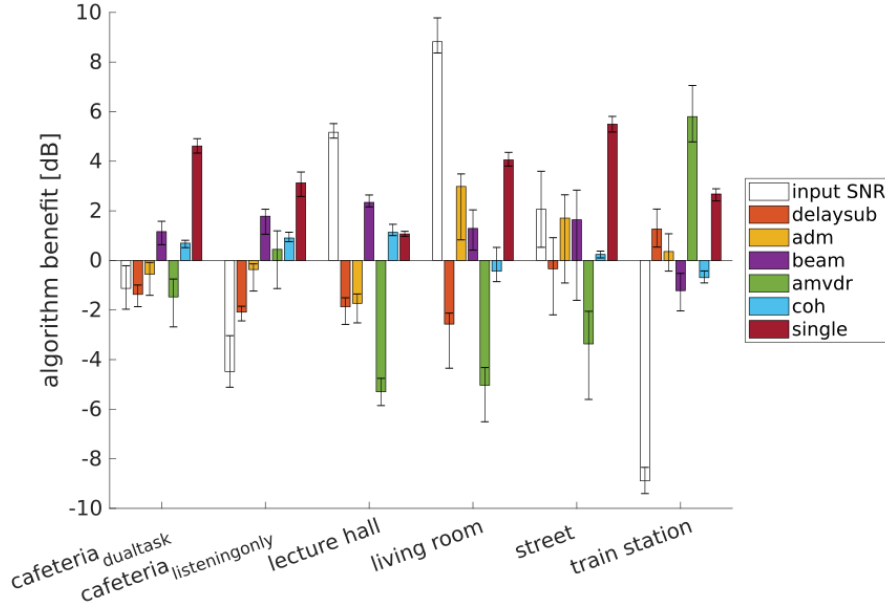 algorithm benefit [dB]
10
8
6
4
2
0
-2
-4
-6
-8
-10
cafeteria dualtask
cafeteria listeningonly
lecture hall
living room
street
train station
input SNR
delaysub
adm
beam
amvdr
coh
single